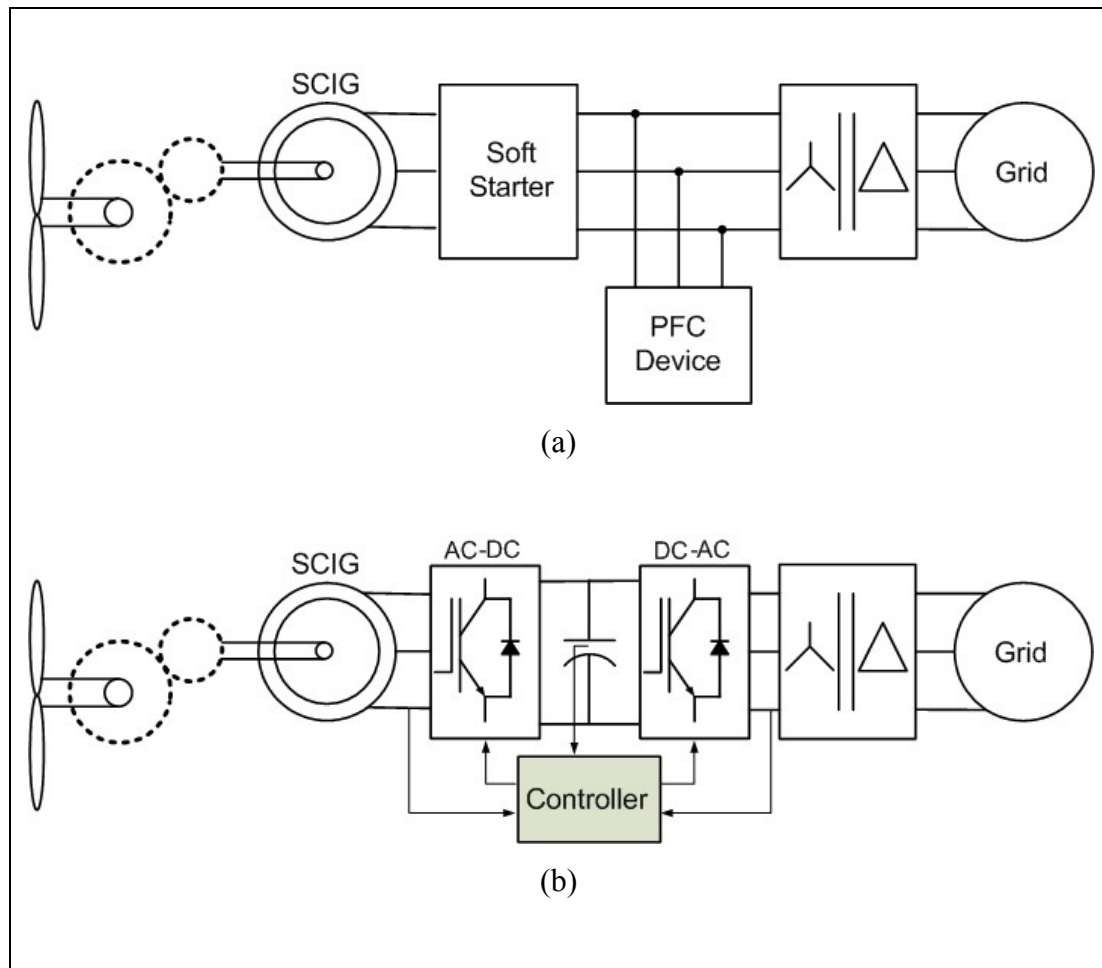 SCIG
Soft
Starter
Grid
PFC
Device
(a)
SCIG
AC-DC
DC-AC
Grid
Controller
(b)